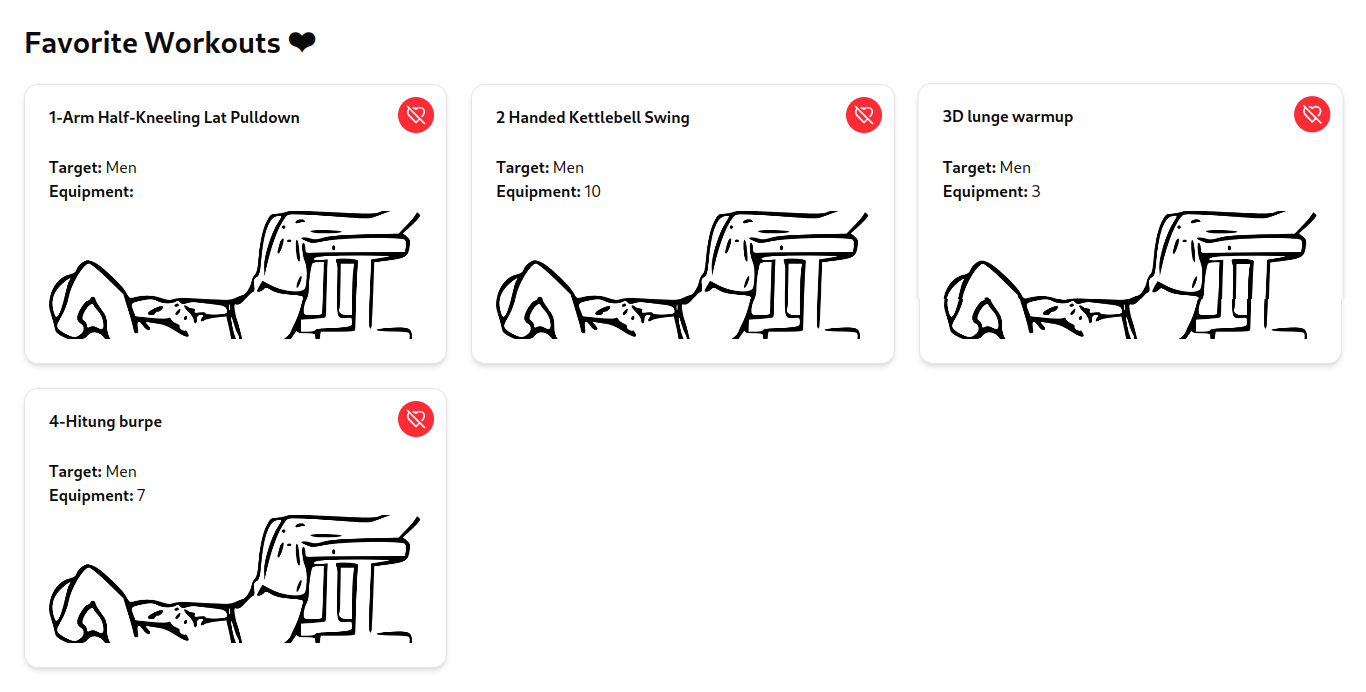 Favorite Workouts ❤
1-Arm Half-Kneeling Lat Pulldown
Target: Men
Equipment:
2 Handed Kettlebell Swing
Target: Men
Equipment: 10
3D lunge warmup
Target: Men
Equipment: 3
4-Hitung burpe
Target: Men
Equipment: 7